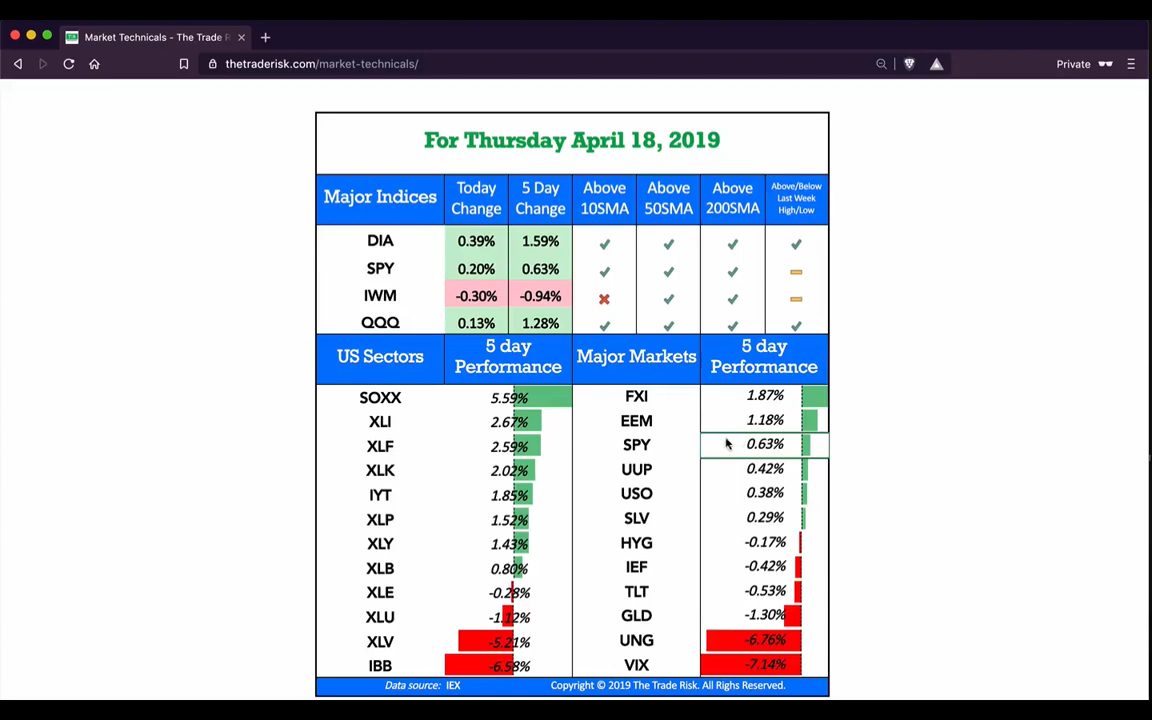 Market Technicals - The Trade R
thetraderisk.com/market-technicals/
Private
For Thursday April 18, 2019
Major Indices Today Change 5 Day Change Above 10SMA Above 50SMA Above 200SMA Above/Below Last Week High/Low
DIA 0.39% 1.59%
SPY 0.20% 0.63%
IWM -0.30% -0.94%
QQQ 0.13% 1.28%
US Sectors 5 day Performance Major Markets 5 day Performance
SOXX 5.59% FXI 1.87%
XLI 2.67% EEM 1.18%
XLF 2.59% SPY 0.63%
XLK 2.02% UUP 0.42%
IYT 1.85% USO 0.38%
XLP 1.52% SLV 0.29%
XLY 1.43% HYG -0.17%
XLB 0.80% IEF -0.42%
XLE -0.28% TLT -0.53%
XLU -1.12% GLD -1.30%
XLV -5.21% UNG -6.76%
IBB -6.58% VIX -7.14%
Data source: IEX Copyright © 2019 The Trade Risk. All Righs Reserved.